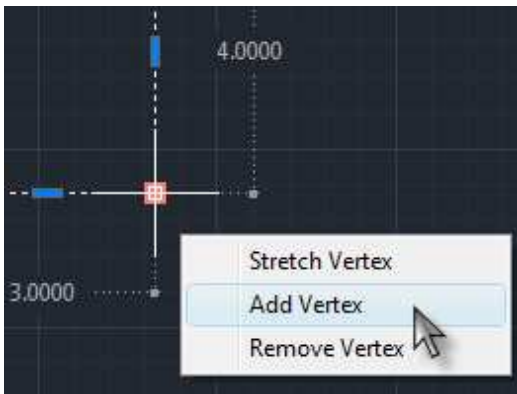 4.0000
3.0000
Stretch Vertex
Add Vertex
Remove Vertex